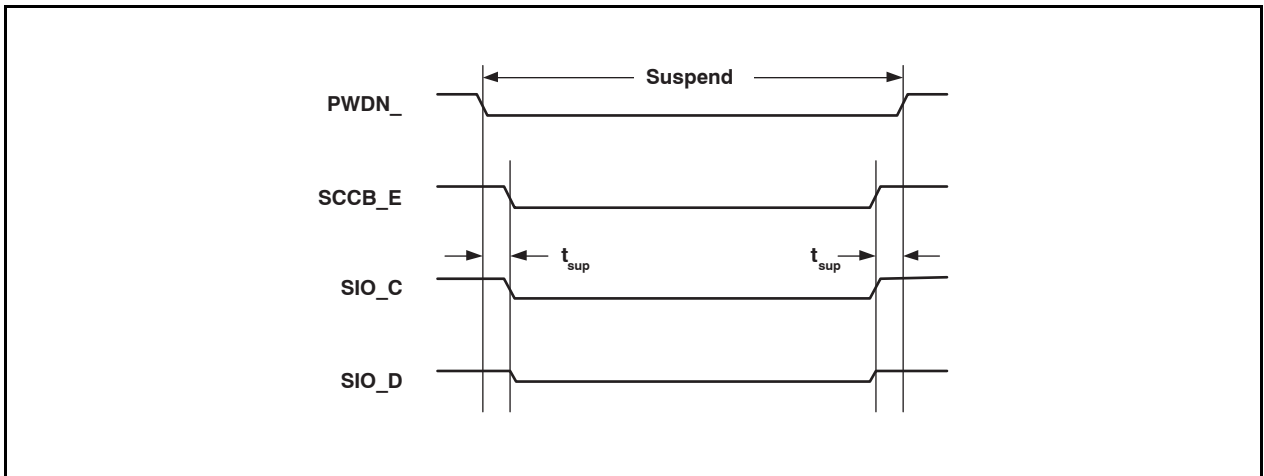 Suspend
PWDN_
SCCB_E
t_sup t_sup
SIO_C
SIO_D